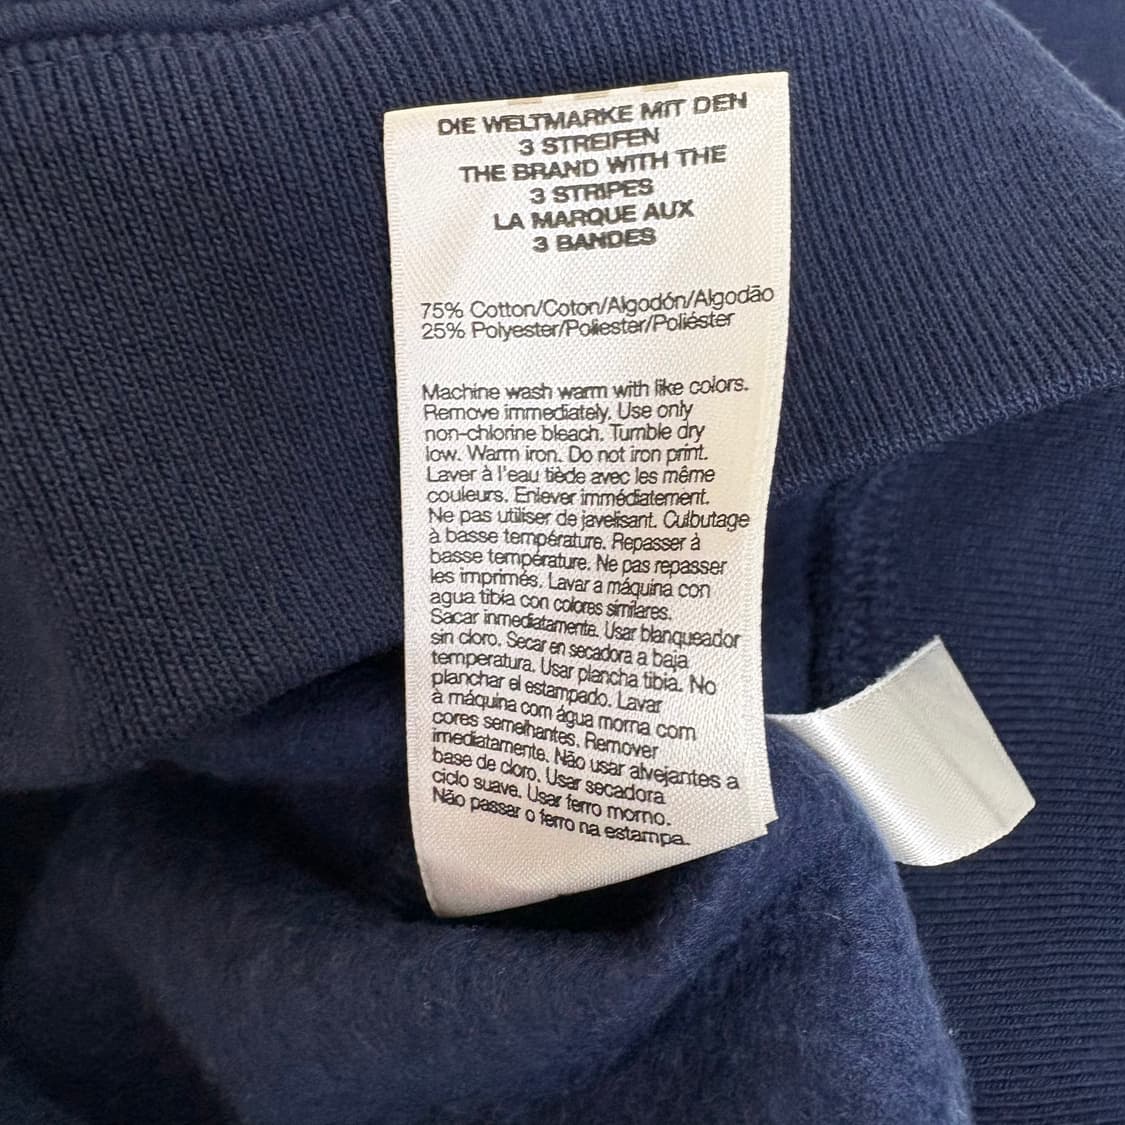 DIE WELTMARKE MIT DEN
3 STREIFEN
THE BRAND WITH THE
3 STRIPES
LA MARQUE AUX
3 BANDES
75% Cotton/Coton/Algodón/Algodão
25% Polyester/Poliester/Poliéster
Machine wash warm with like colors.
Remove immediately. Use only
non-chlorine bleach. Tumble dry
low. Warm iron. Do not iron print.
Laver à l'eau tiède avec les même
couleurs. Enlever immédiatement.
Ne pas utiliser de javelisant. Culbutage
à basse température. Repasser à
basse température. Ne pas repasser
les imprimés. Lavar a máquina con
agua tibia con colores similares.
Sacar inmediatamente. Usar blanqueador
sin cloro. Secar en secadora a baja
temperatura. Usar plancha tibia. No
planchar el estampado. Lavar
à máquina com água morna com
cores semelhantes. Remover
imediatamente. Não usar alvejantes a
base de cloro. Usar secadora
ciclo suave. Usar ferro morno.
Não passar o ferro na estampa.